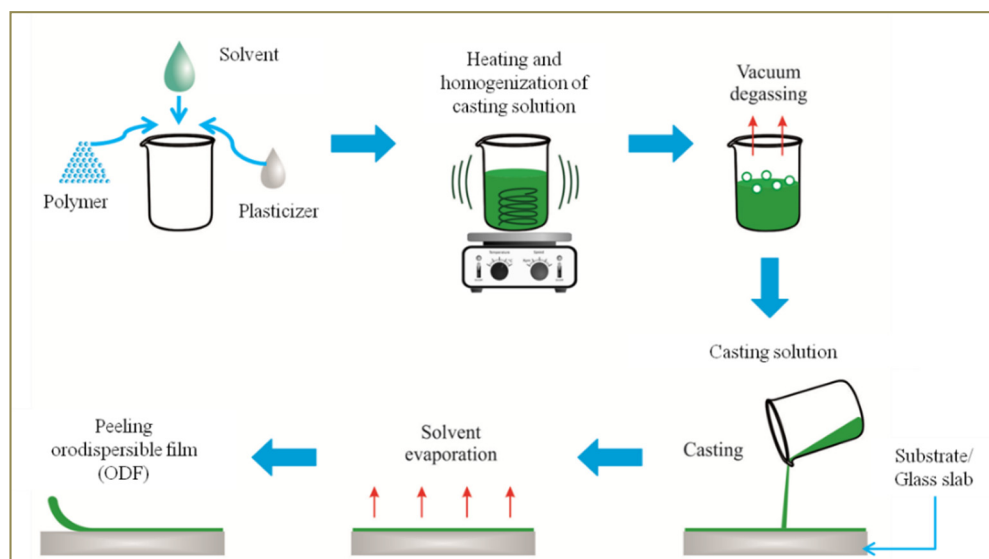 Solvent
Polymer
Plasticizer
Heating and
homogenization of
casting solution
Temperature
Vacuum
degassing
Casting solution
Casting
Substrate/
Glass slab
Solvent
evaporation
Peeling
orodispersible film
(ODF)